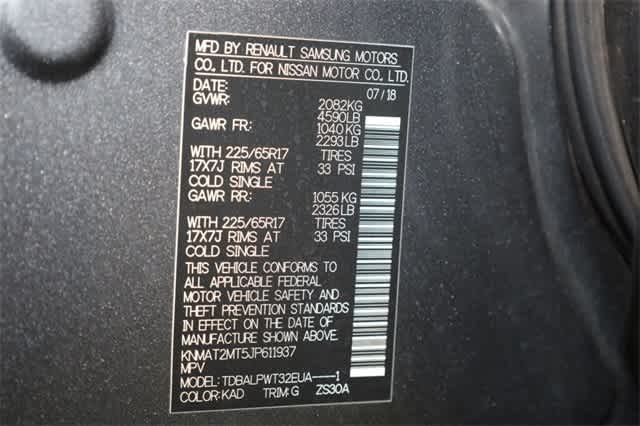 MFD BY RENAULT SAMSUNG MOTORS
CO., LTD. FOR NISSAN MOTOR CO., LTD.
DATE: 07/18
GVWR: 2082KG
4590LB
GAWR FR: 1040 KG
2293LB
WITH 225/65R17 TIRES
17X7J RIMS AT 33 PSI
COLD SINGLE
GAWR RR: 1055 KG
2326LB
WITH 225/65R17 TIRES
17X7J RIMS AT 33 PSI
COLD SINGLE
THIS VEHICLE CONFORMS TO
ALL APPLICABLE FEDERAL
MOTOR VEHICLE SAFETY AND
THEFT PREVENTION STANDARDS
IN EFFECT ON THE DATE OF
MANUFACTURE SHOWN ABOVE.
KNMAT2MT5JP611937
MPV
MODEL: TDBALPWT32EUA----1
COLOR: KAD TRIM: G ZS30A